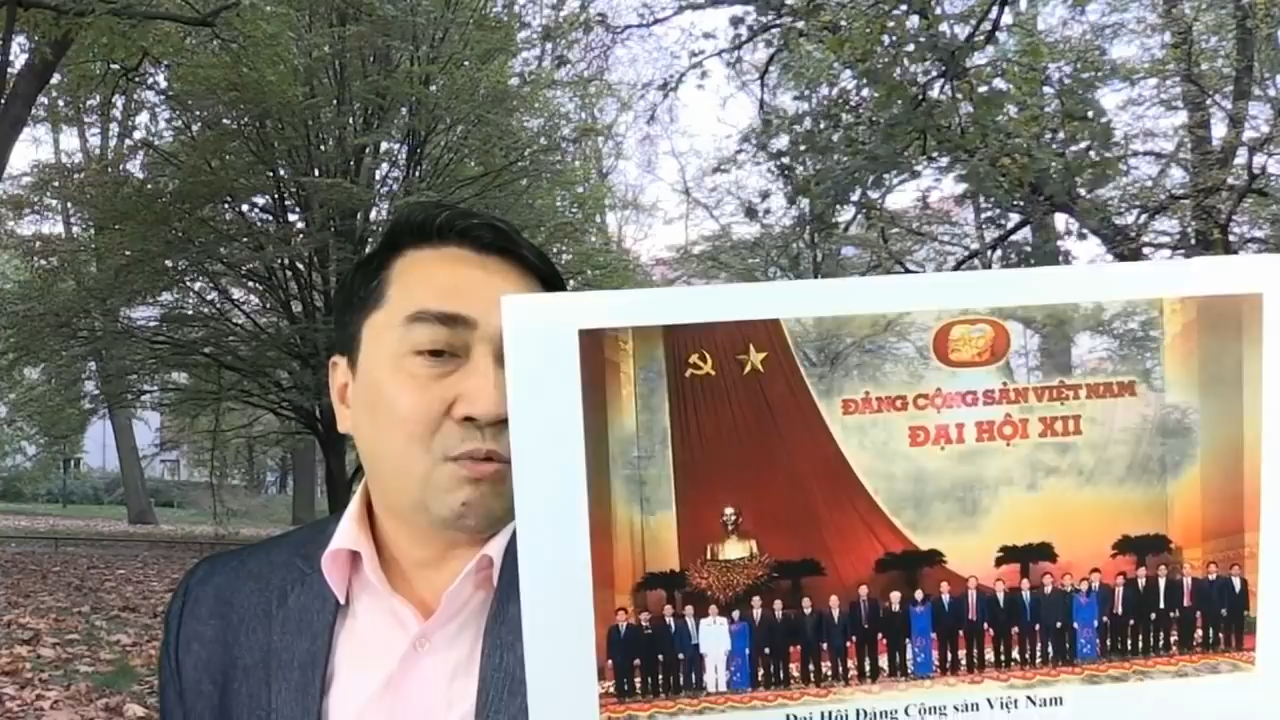 ĐẢNG CỘNG SẢN VIỆT NAM
ĐẠI HỘI XII
Đại Hội Đảng Cộng sản Việt Nam